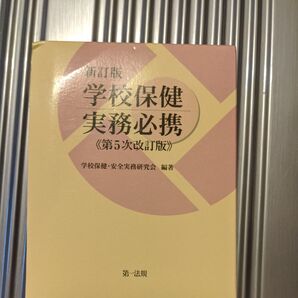 新訂版
学校保健
実務必携
《第5次改訂版》
学校保健・安全実務研究会 編著
第一法規